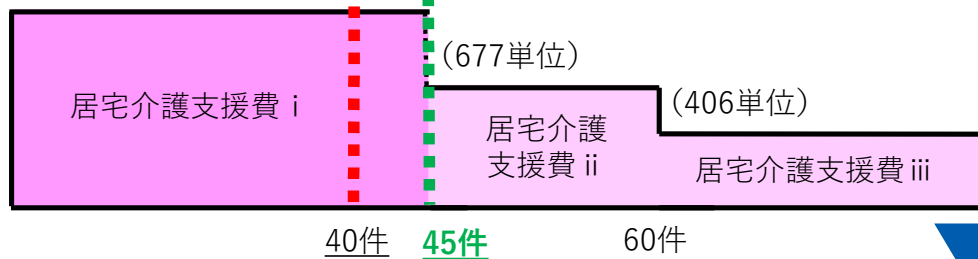 (677単位)
居宅介護支援費ⅰ
(406単位)
居宅介護
支援費ⅱ
居宅介護支援費ⅲ
40件
45件
60件